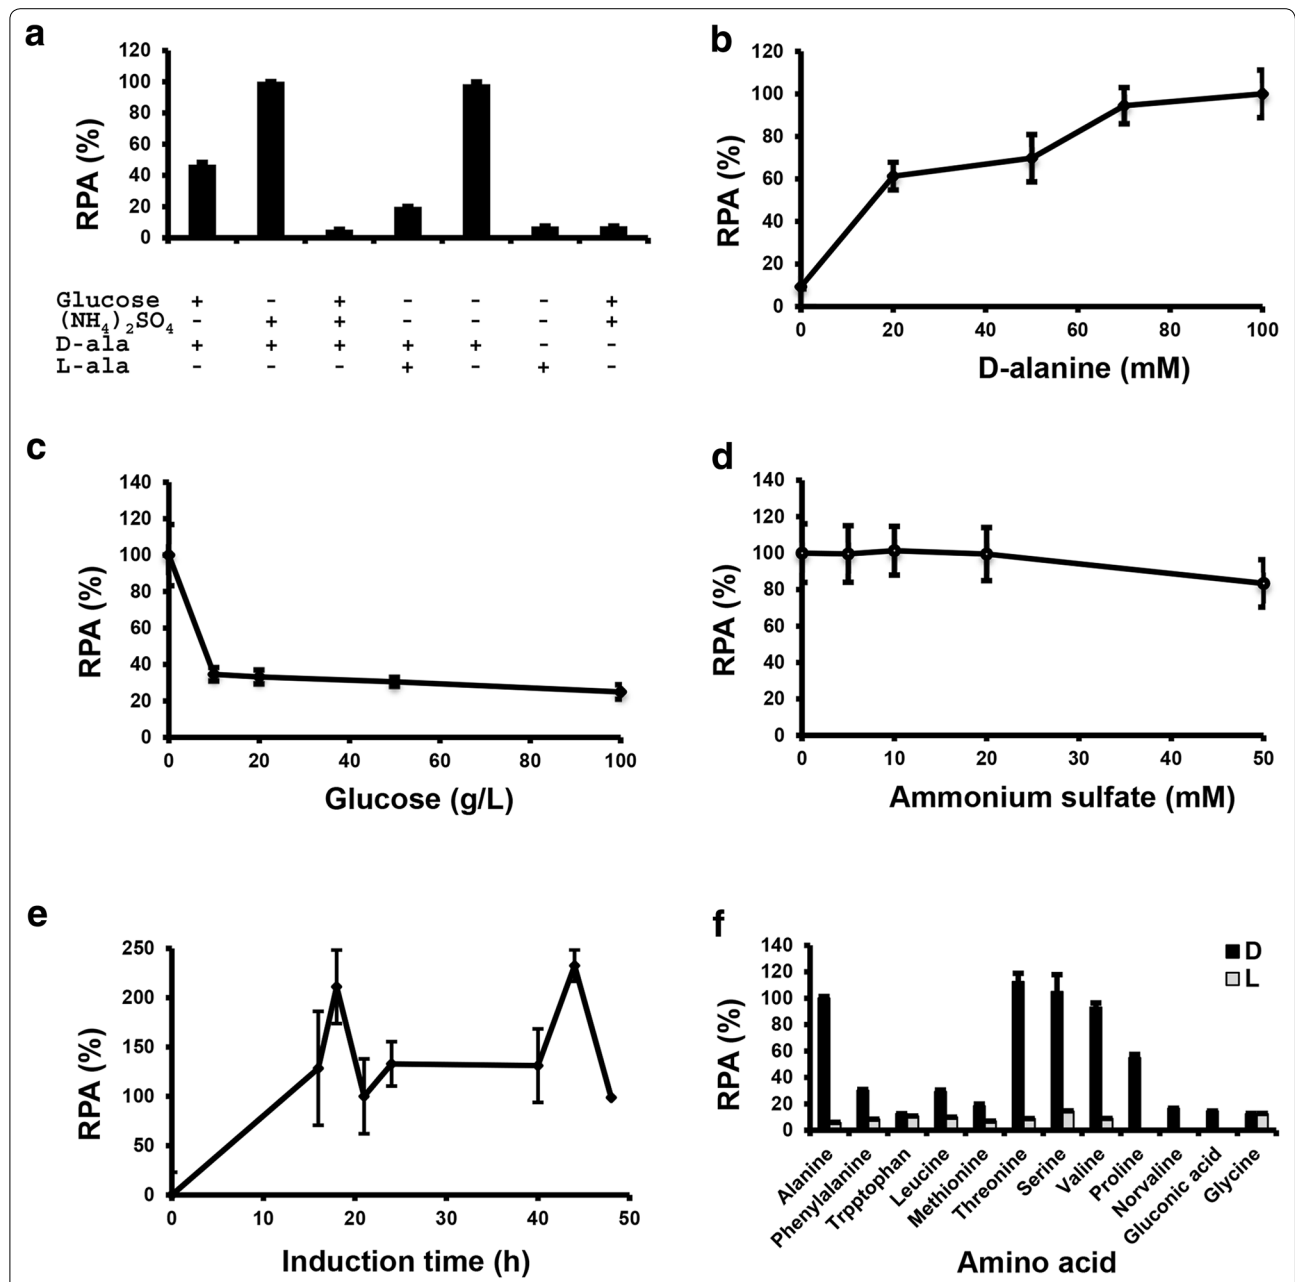 a
120
100
80
60
40
20
0
RPA (%)
Glucose + - + - - - +
(NH4)2SO4 - + + - - - +
D-ala + + + + + - -
L-ala - - - + - + -
b
120
100
80
60
40
20
0
RPA (%)
0 20 40 60 80 100
D-alanine (mM)
c
140
120
100
80
60
40
20
0
RPA (%)
0 20 40 60 80 100
Glucose (g/L)
d
140
120
100
80
60
40
20
0
RPA (%)
0 10 20 30 40 50
Ammonium sulfate (mM)
e
250
200
150
100
50
0
RPA (%)
0 10 20 30 40 50
Induction time (h)
f
140
120
100
80
60
40
20
0
RPA (%)
D
L
Alanine
Phenylalanine
Trpptophan
Leucine
Methionine
Threonine
Serine
Valine
Proline
Norvaline
Gluconic acid
Glycine
Amino acid